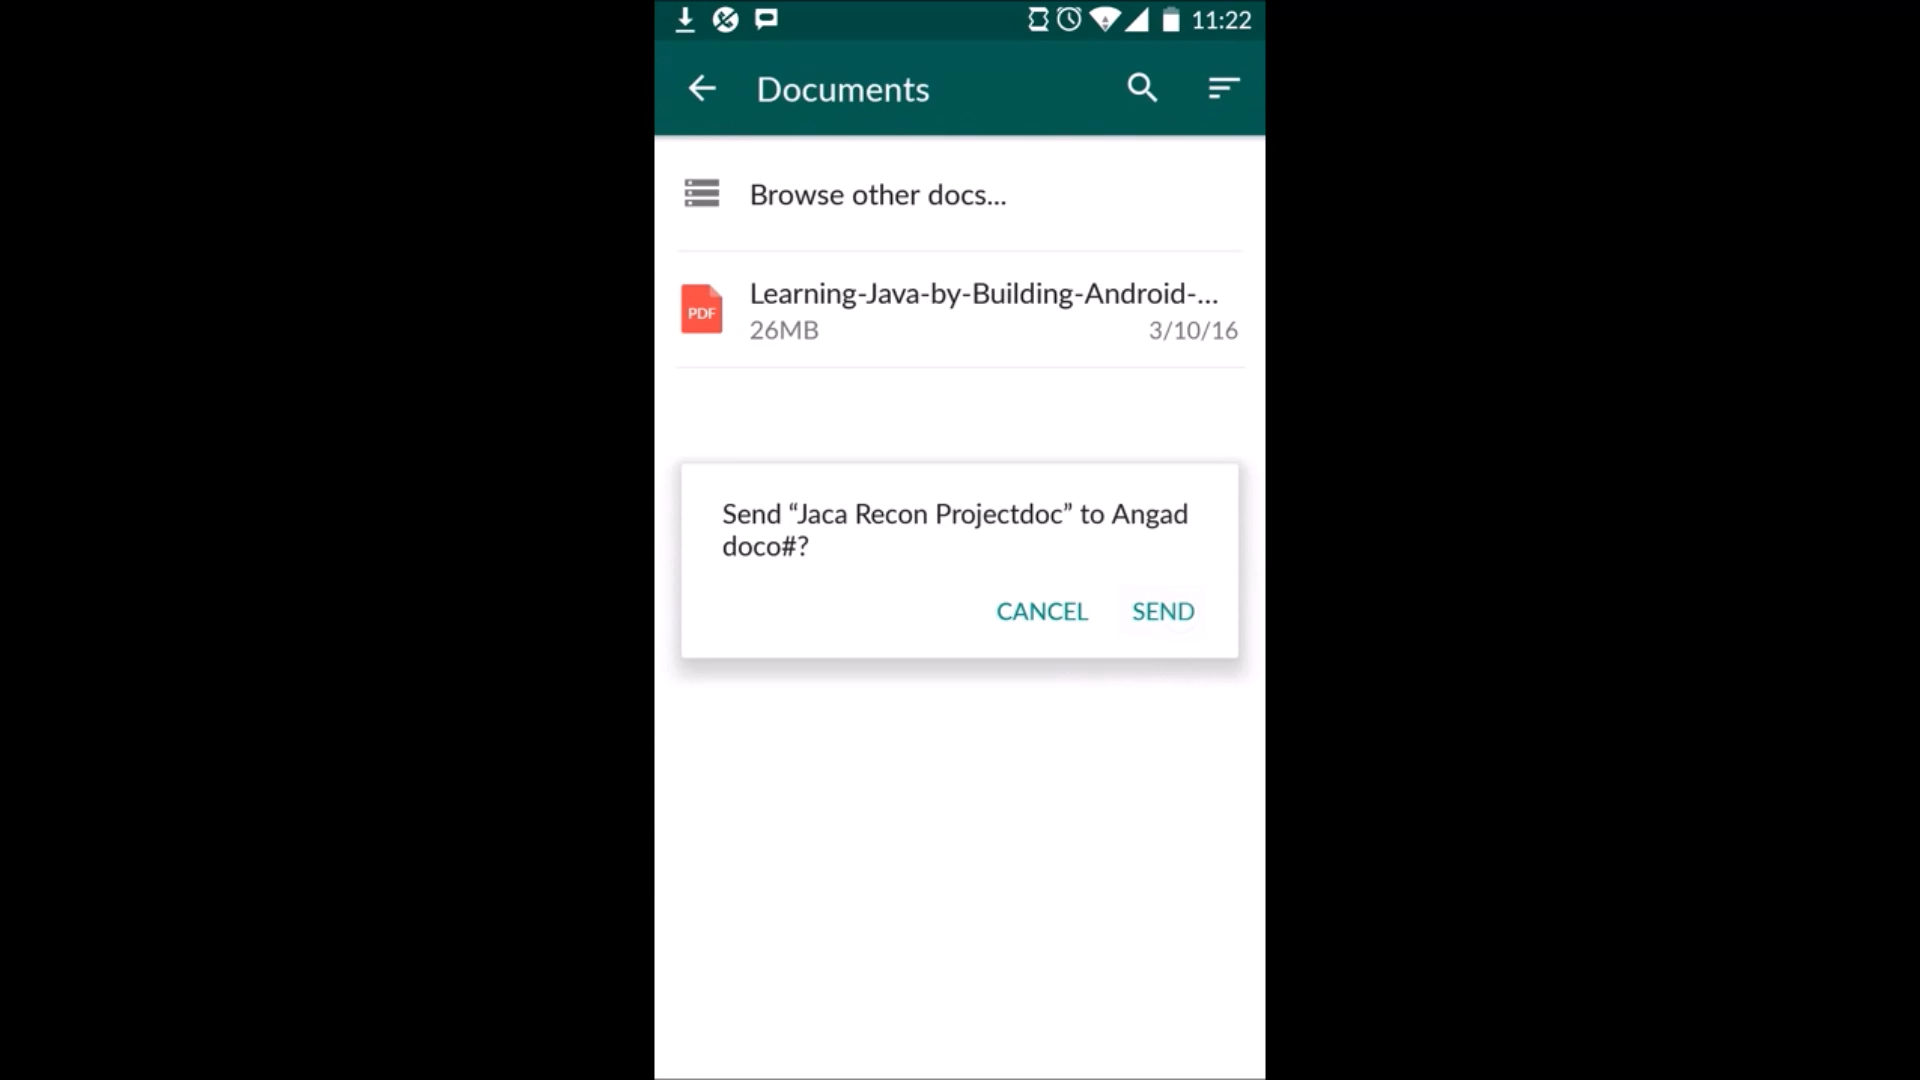 11:22
Documents
Browse other docs...
Learning-Java-by-Building-Android-...
PDF
26MB 3/10/16
Send “Jaca Recon Projectdoc” to Angad
doco#?
CANCEL SEND